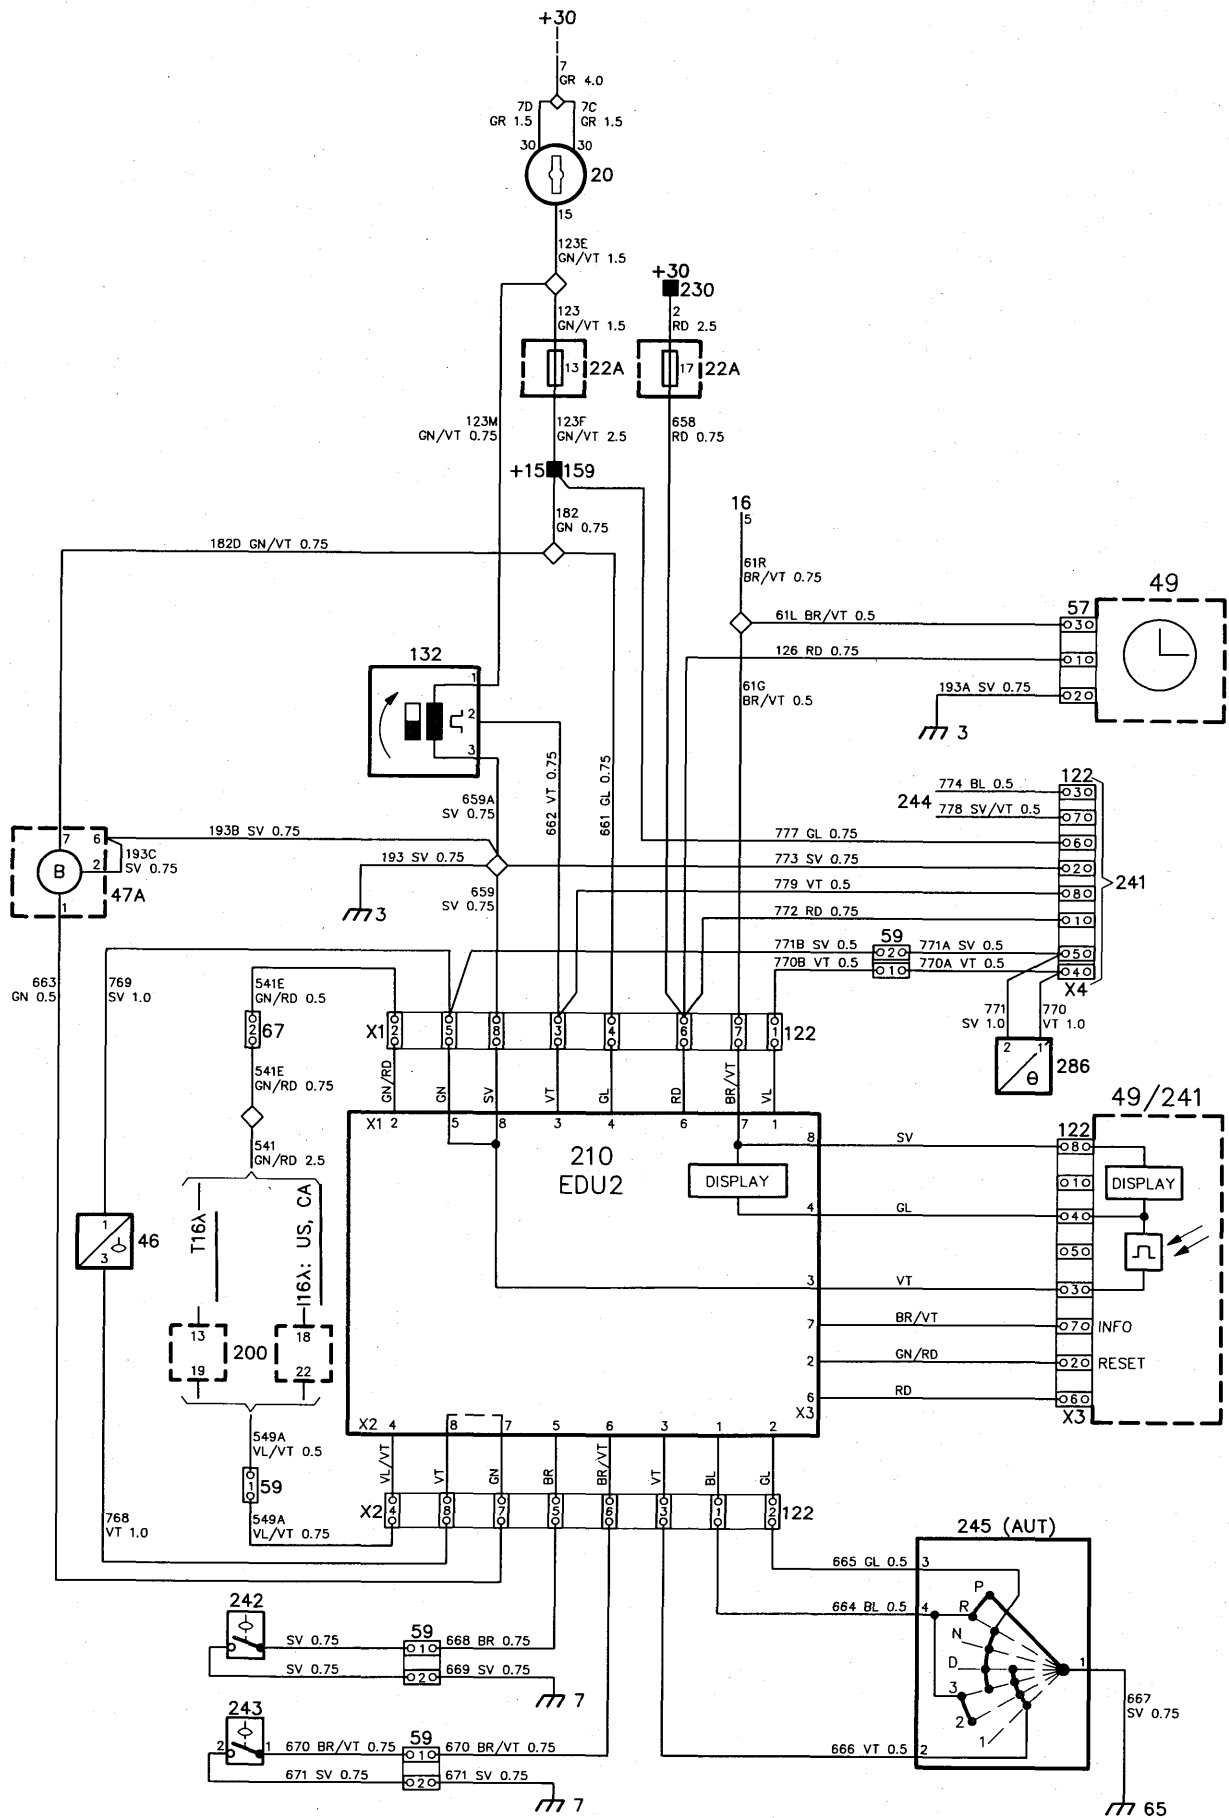 +30
7
GR 4.0
7D
GR 1.5
7C
GR 1.5
30
30
20
15
123E
GN/VT 1.5
+30
230
123
GN/VT 1.5
2
RD 2.5
13
22A
17
22A
123M
GN/VT 0.75
123F
GN/VT 2.5
658
RD 0.75
+15
159
182
GN 0.75
16
5
182D GN/VT 0.75
61R
BR/VT 0.75
49
57
61L BR/VT 0.5
3
126 RD 0.75
1
132
61G
BR/VT 0.5
193A SV 0.75
2
3
1
2
3
662 VT 0.75
661 GL 0.75
659A
SV 0.75
122
244
774 BL 0.5
3
778 SV/VT 0.5
7
777 GL 0.75
6
193B SV 0.75
7
6
193C
SV 0.75
2
B
47A
1
193 SV 0.75
3
773 SV 0.75
2
241
659
SV 0.75
779 VT 0.5
8
772 RD 0.75
1
59
771B SV 0.5
2
771A SV 0.5
5
770B VT 0.5
1
770A VT 0.5
4
X4
663
GN 0.5
769
SV 1.0
541E
GN/RD 0.5
2
67
771
SV 1.0
770
VT 1.0
X1
2
5
8
3
4
6
7
1
122
2
1
θ
286
541E
GN/RD 0.75
GN/RD
GN
SV
VT
GL
RD
BR/VT
VL
49/241
X1
2
5
8
3
4
6
7
1
541
GN/RD 2.5
210
EDU2
8
SV
122
8
DISPLAY
1
DISPLAY
4
GL
4
T16λ
I16λ: US, CA
1
3
46
5
3
VT
3
7
BR/VT
7
INFO
13
19
200
18
22
2
GN/RD
2
RESET
6
RD
6
X3
X3
X2
4
8
7
5
6
3
1
2
549A
VL/VT 0.5
VL/VT
VT
GN
BR
BR/VT
VT
BL
GL
1
59
X2
4
8
7
5
6
3
1
2
122
768
VT 1.0
549A
VL/VT 0.75
245 (AUT)
665 GL 0.5
3
664 BL 0.5
4
P
R
N
D
3
2
1
1
667
SV 0.75
242
SV 0.75
59
1
668 BR 0.75
SV 0.75
2
669 SV 0.75
7
243
2
1
670 BR/VT 0.75
59
1
670 BR/VT 0.75
666 VT 0.5
2
671 SV 0.75
2
671 SV 0.75
7
65